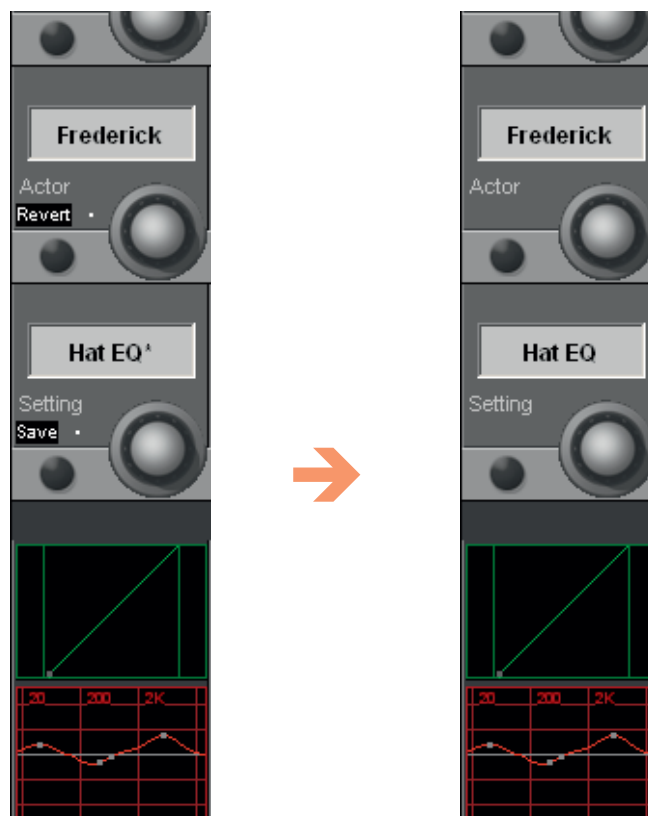 Frederick
Actor
Revert
Hat EQ*
Setting
Save
20 200 2K
Frederick
Actor
Hat EQ
Setting
20 200 2K